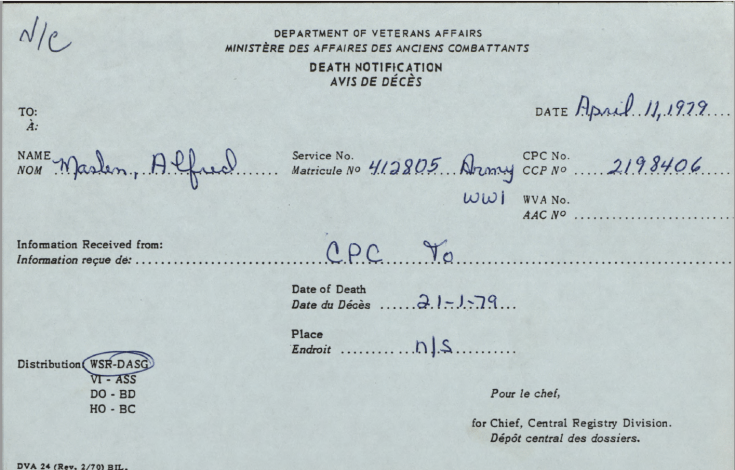 N/C
DEPARTMENT OF VETERANS AFFAIRS
MINISTÈRE DES AFFAIRES DES ANCIENS COMBATTANTS
DEATH NOTIFICATION
AVIS DE DÉCÈS
TO:
À:
DATE April 11, 1979
NAME
NOM Maslen, Alfred
Service No.
Matricule Nº 412805 Army
WWI
CPC No.
CCP Nº 2198406
WVA No.
AAC Nº
Information Received from:
Information reçue de: CPC To
Date of Death
Date du Décès 21-1-79
Place
Endroit n/s
Distribution WSR-DASG
VI - ASS
DO - BD
HO - BC
Pour le chef,
for Chief, Central Registry Division.
Dépôt central des dossiers.
DVA 24 (Rev. 2/70) BIL.